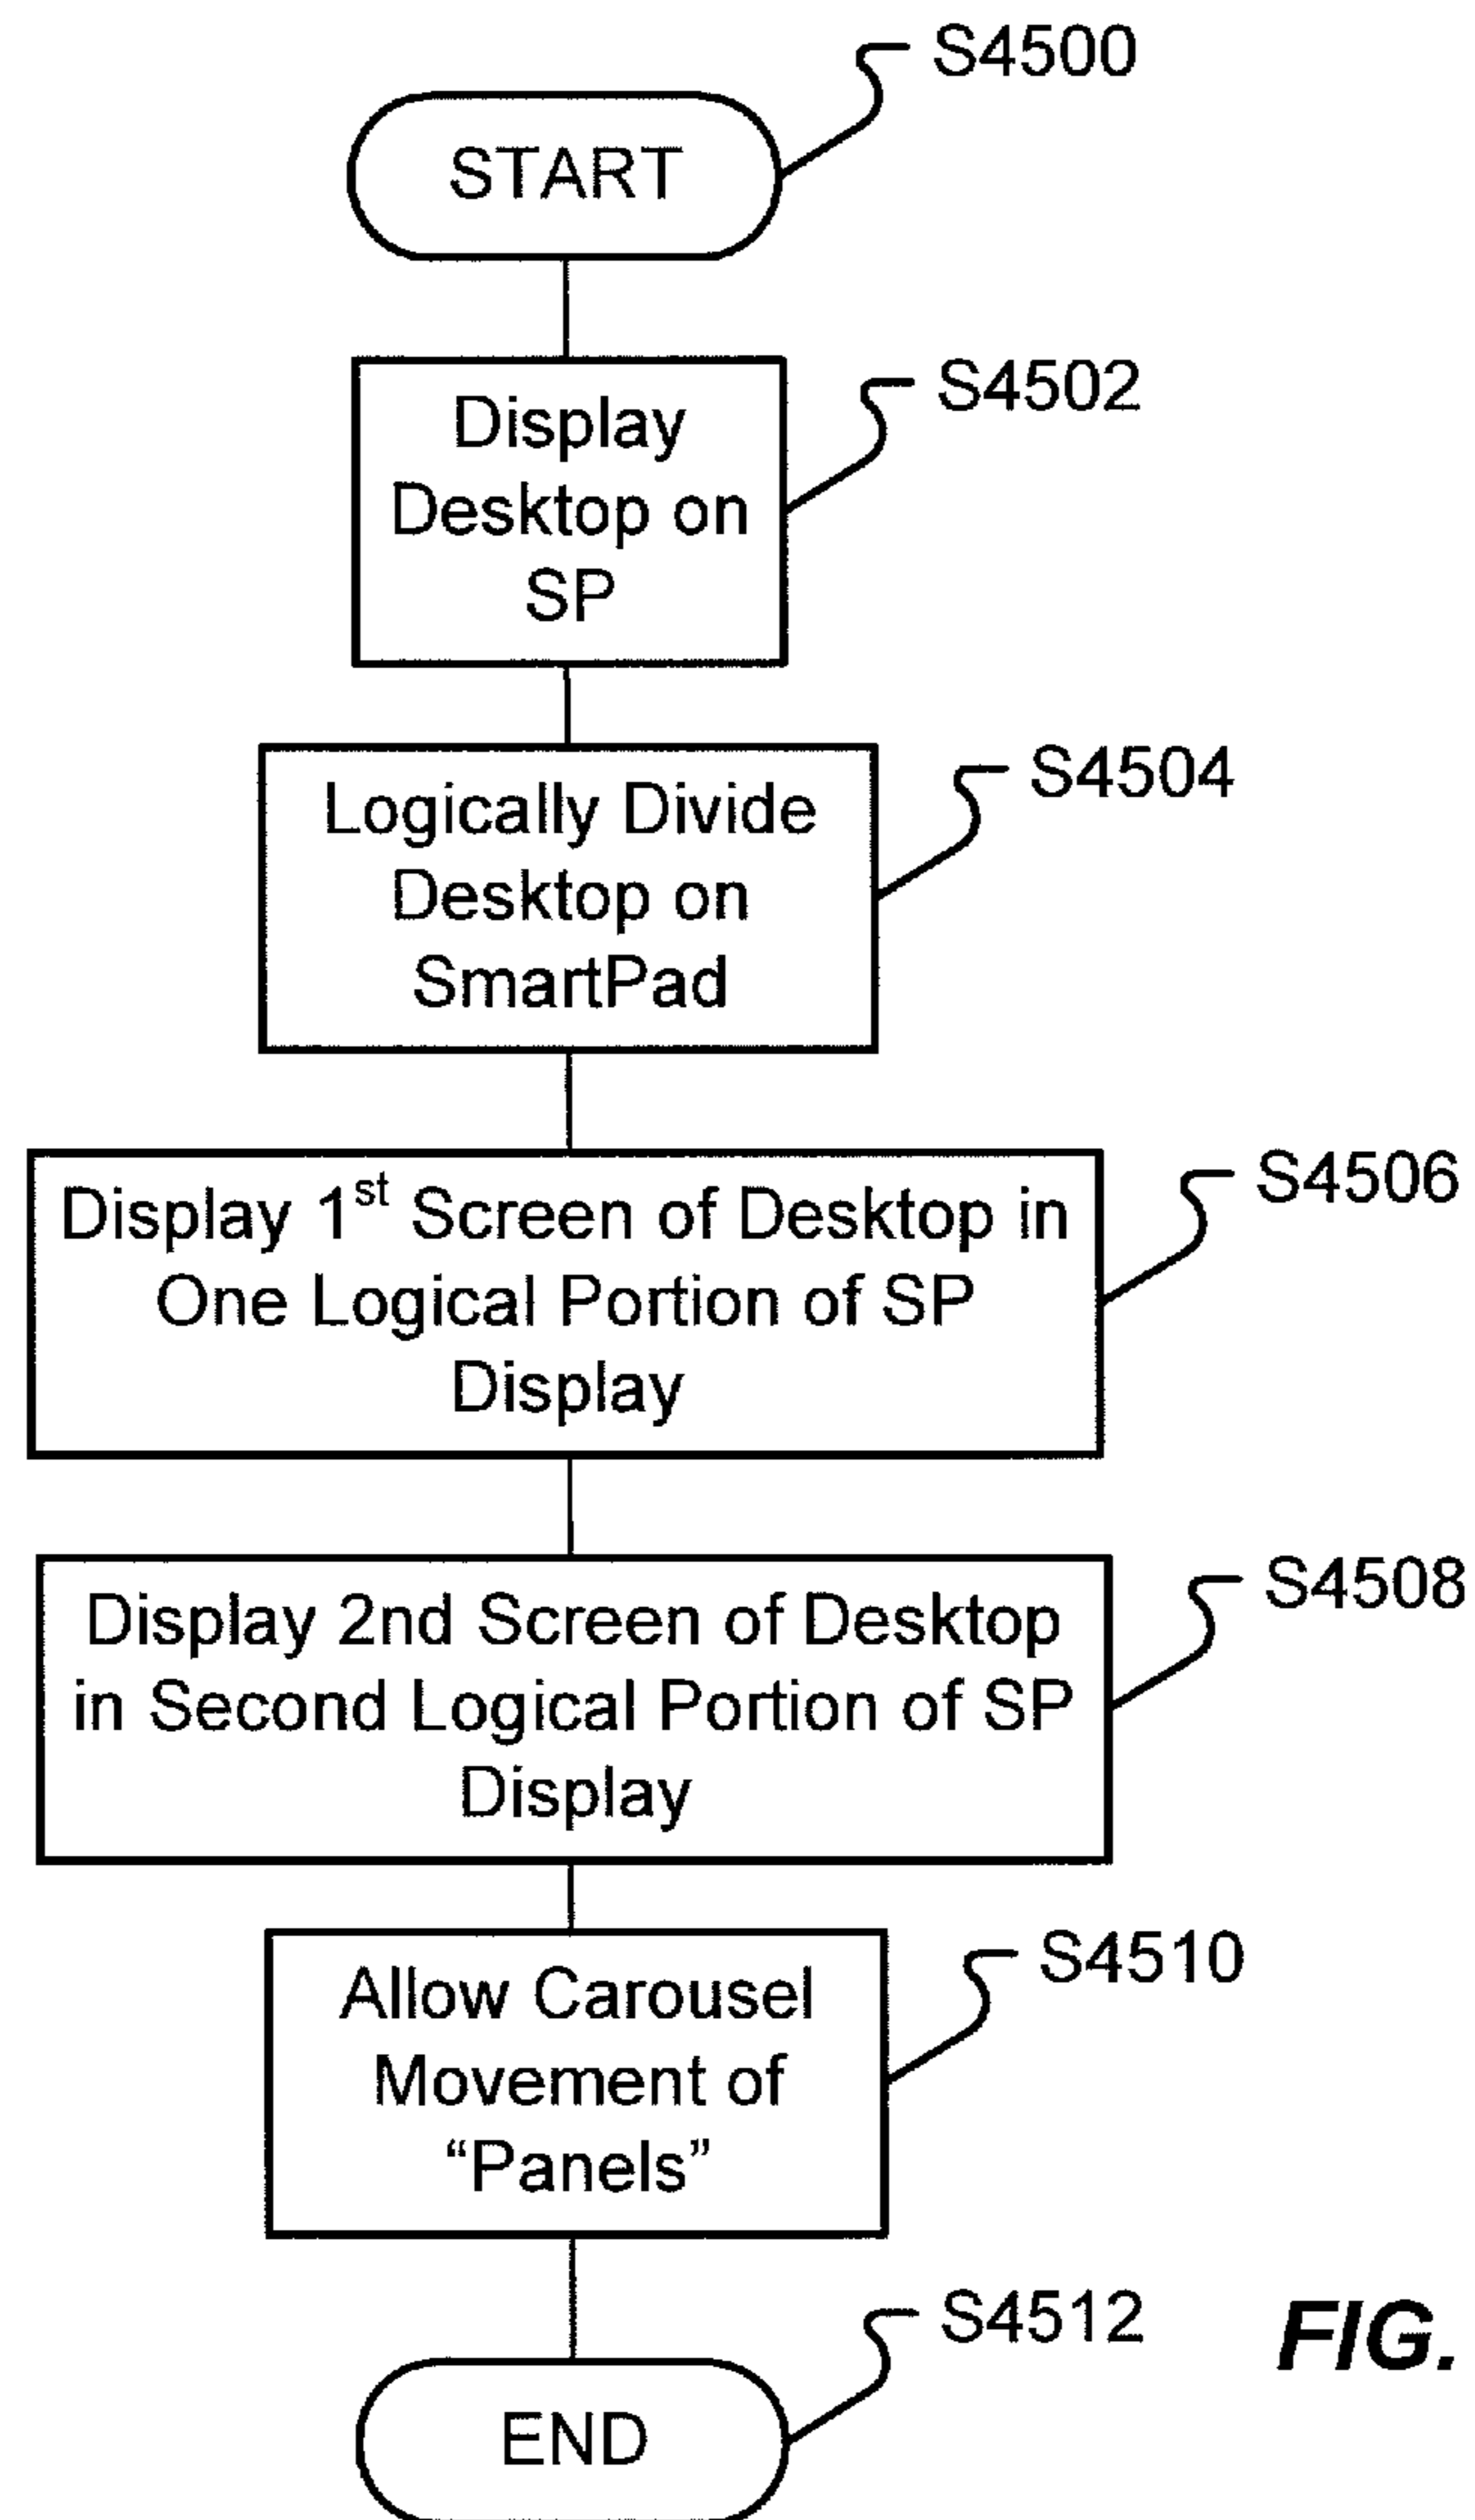 S4500
START
S4502
Display
Desktop on
SP
S4504
Logically Divide
Desktop on
SmartPad
S4506
Display 1st Screen of Desktop in
One Logical Portion of SP
Display
S4508
Display 2nd Screen of Desktop
in Second Logical Portion of SP
Display
S4510
Allow Carousel
Movement of
“Panels”
S4512
FIG.
END